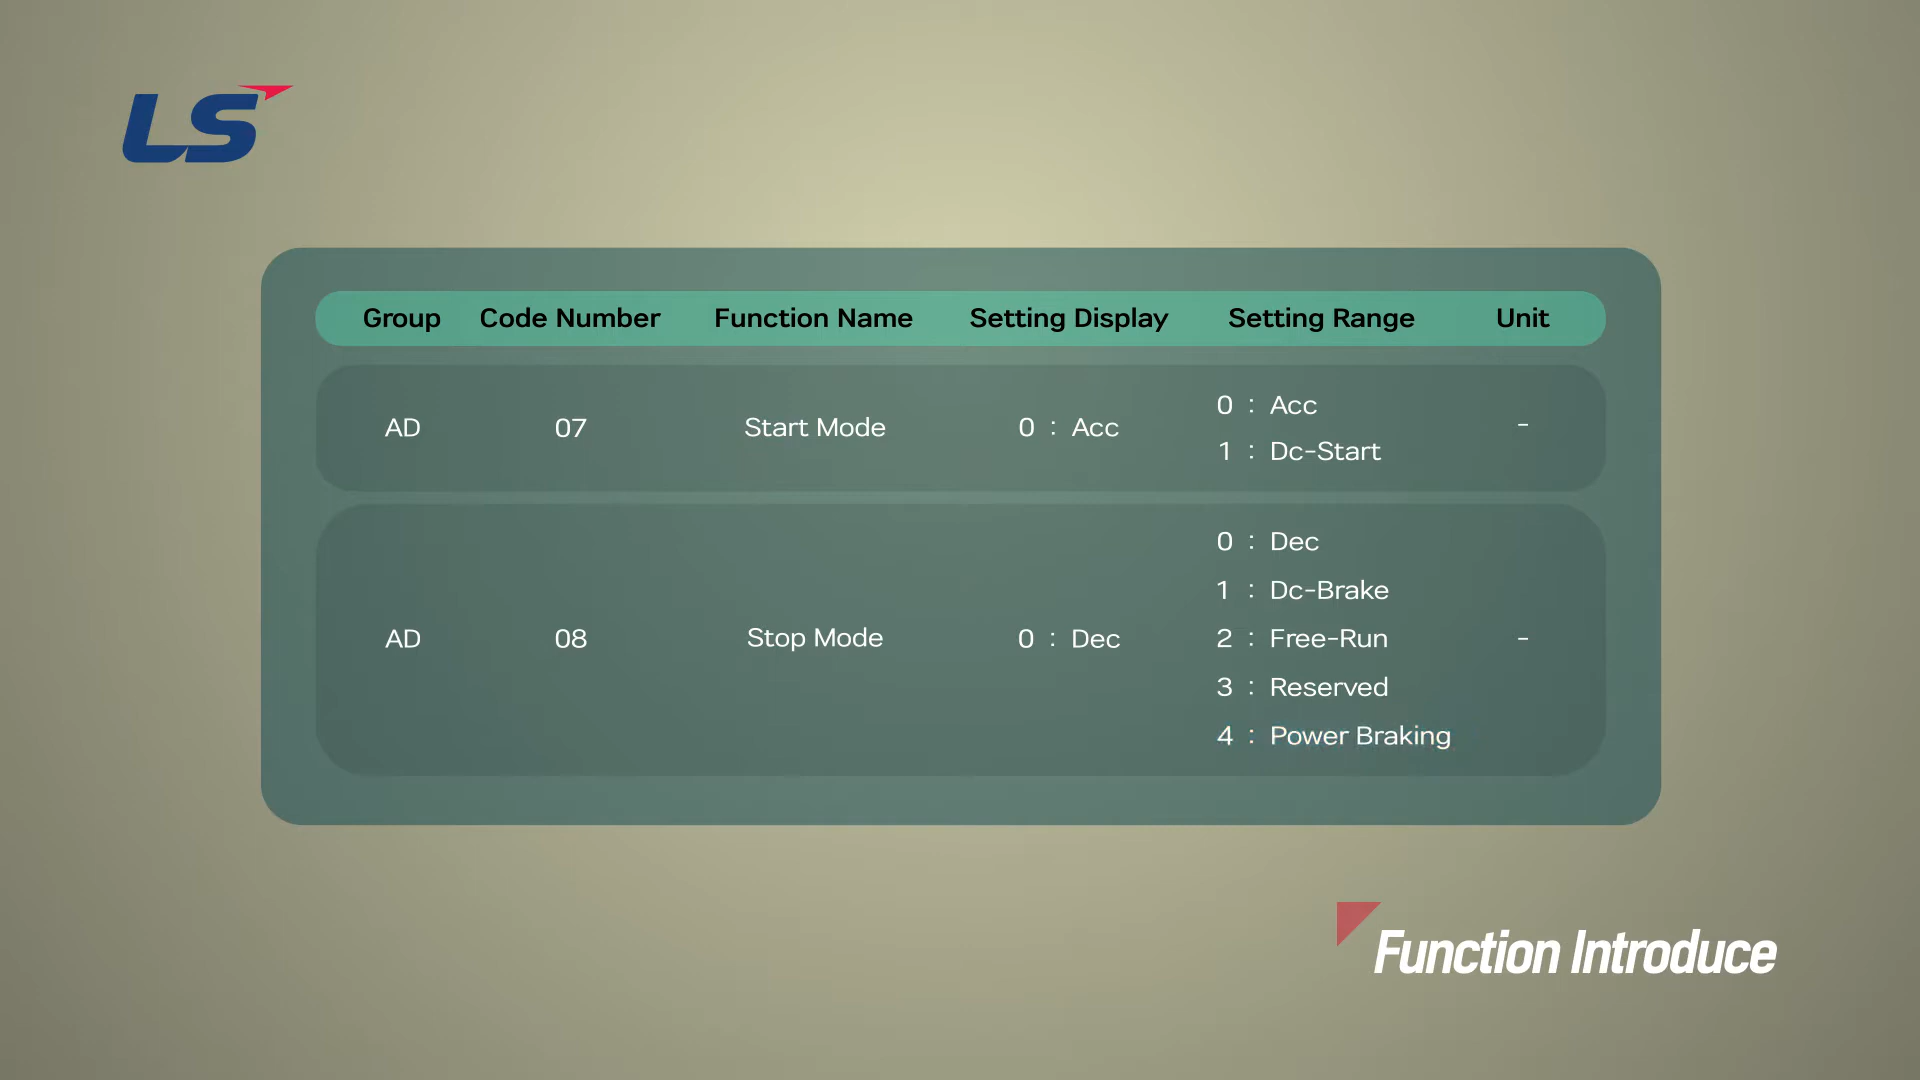 LS
Group Code Number Function Name Setting Display Setting Range Unit
AD 07 Start Mode 0 : Acc 0 : Acc -
1 : Dc-Start
0 : Dec
1 : Dc-Brake
AD 08 Stop Mode 0 : Dec 2 : Free-Run -
3 : Reserved
4 : Power Braking
Function Introduce